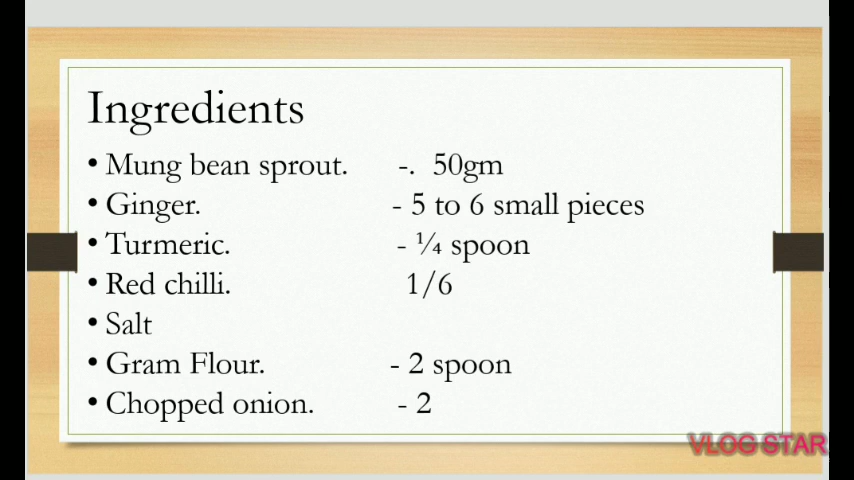 Ingredients
• Mung bean sprout. -. 50gm
• Ginger. - 5 to 6 small pieces
• Turmeric. - ¼ spoon
• Red chilli. 1/6
• Salt
• Gram Flour. - 2 spoon
• Chopped onion. - 2
VLOG STAR